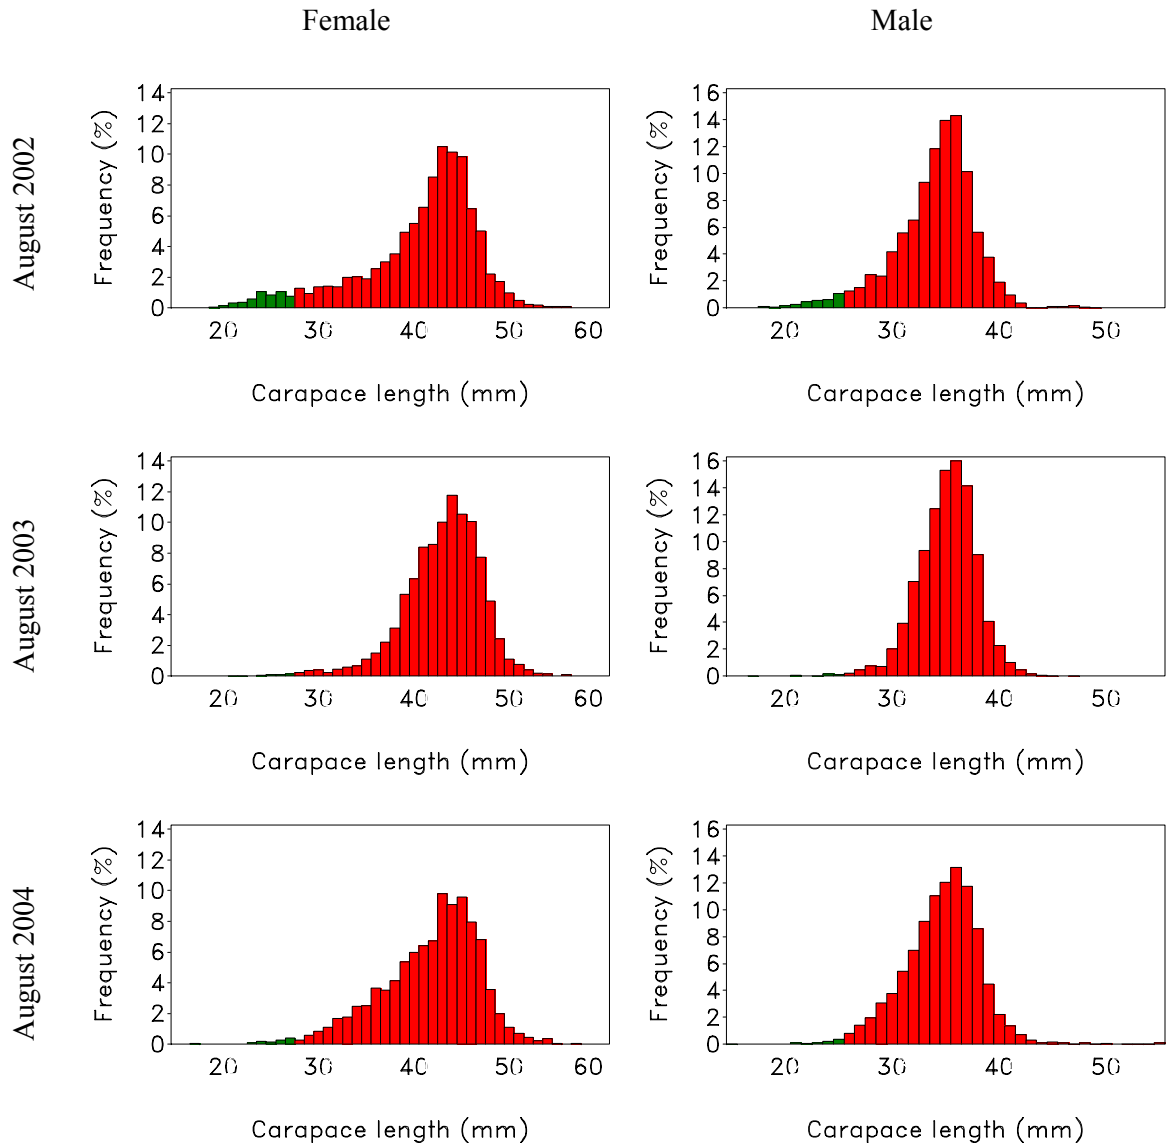 Female Male
August 2002
Frequency (%)
14
12
10
8
6
4
2
0
20 30 40 50 60
Carapace length (mm)
Frequency (%)
16
14
12
10
8
6
4
2
0
20 30 40 50
Carapace length (mm)
August 2003
Frequency (%)
14
12
10
8
6
4
2
0
20 30 40 50 60
Carapace length (mm)
Frequency (%)
16
14
12
10
8
6
4
2
0
20 30 40 50
Carapace length (mm)
August 2004
Frequency (%)
14
12
10
8
6
4
2
0
20 30 40 50 60
Carapace length (mm)
Frequency (%)
16
14
12
10
8
6
4
2
0
20 30 40 50
Carapace length (mm)